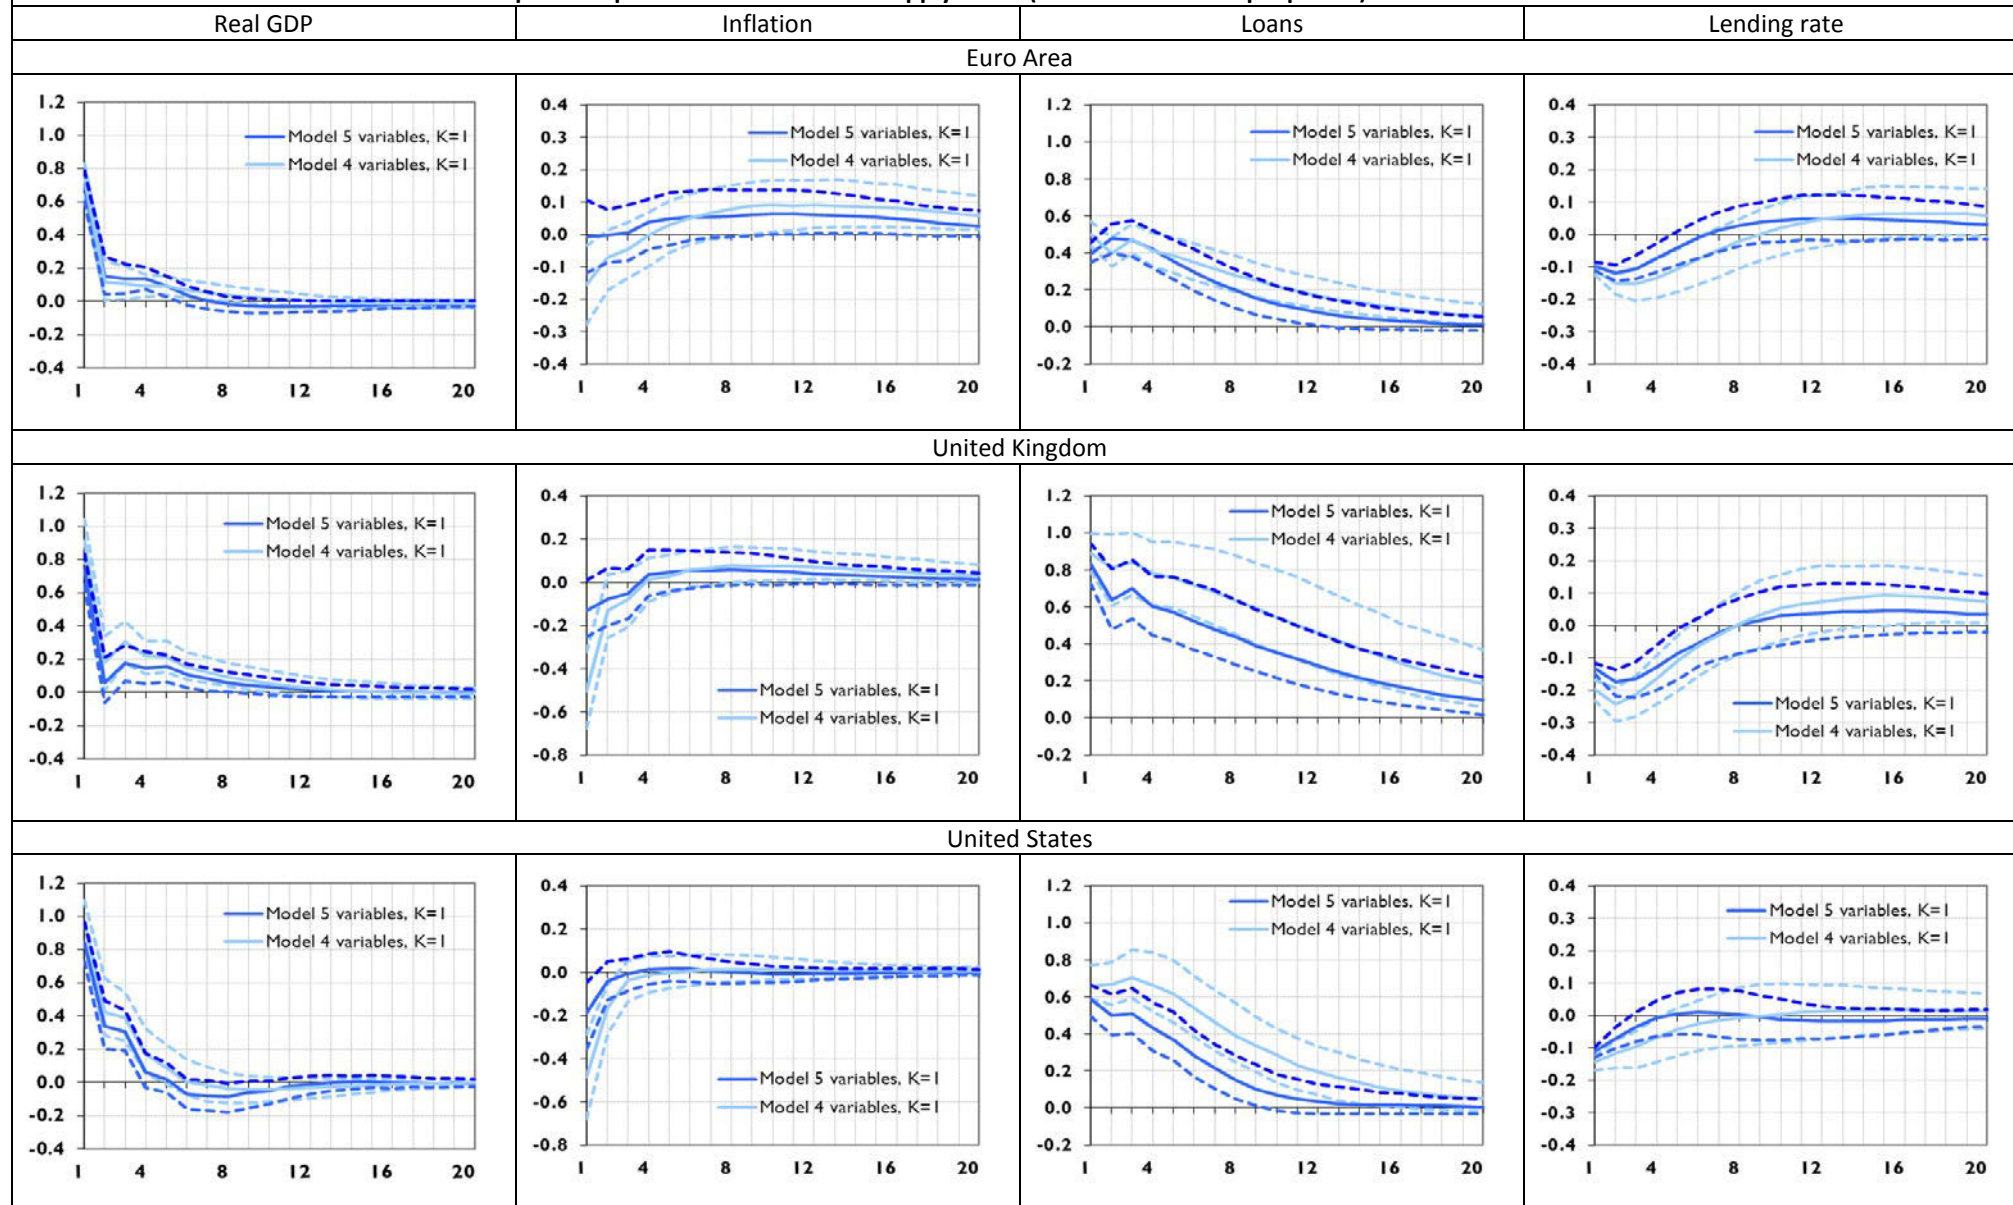 Real GDP
Inflation
Loans
Lending rate
Euro Area
1.2
1.0
0.8
0.6
0.4
0.2
0.0
-0.2
-0.4
Model 5 variables, K=1
Model 4 variables, K=1
1 4 8 12 16 20
0.4
0.3
0.2
0.1
0.0
-0.1
-0.2
-0.3
-0.4
Model 5 variables, K=1
Model 4 variables, K=1
1 4 8 12 16 20
1.2
1.0
0.8
0.6
0.4
0.2
0.0
-0.2
Model 5 variables, K=1
Model 4 variables, K=1
1 4 8 12 16 20
0.4
0.3
0.2
0.1
0.0
-0.1
-0.2
-0.3
-0.4
Model 5 variables, K=1
Model 4 variables, K=1
1 4 8 12 16 20
United Kingdom
1.2
1.0
0.8
0.6
0.4
0.2
0.0
-0.2
-0.4
Model 5 variables, K=1
Model 4 variables, K=1
1 4 8 12 16 20
0.4
0.2
0.0
-0.2
-0.4
-0.6
-0.8
Model 5 variables, K=1
Model 4 variables, K=1
1 4 8 12 16 20
1.2
1.0
0.8
0.6
0.4
0.2
0.0
-0.2
Model 5 variables, K=1
Model 4 variables, K=1
1 4 8 12 16 20
0.4
0.3
0.2
0.1
0.0
-0.1
-0.2
-0.3
-0.4
Model 5 variables, K=1
Model 4 variables, K=1
1 4 8 12 16 20
United States
1.2
1.0
0.8
0.6
0.4
0.2
0.0
-0.2
-0.4
Model 5 variables, K=1
Model 4 variables, K=1
1 4 8 12 16 20
0.4
0.2
0.0
-0.2
-0.4
-0.6
-0.8
Model 5 variables, K=1
Model 4 variables, K=1
1 4 8 12 16 20
1.2
1.0
0.8
0.6
0.4
0.2
0.0
-0.2
Model 5 variables, K=1
Model 4 variables, K=1
1 4 8 12 16 20
0.4
0.3
0.2
0.1
0.0
-0.1
-0.2
-0.3
-0.4
Model 5 variables, K=1
Model 4 variables, K=1
1 4 8 12 16 20